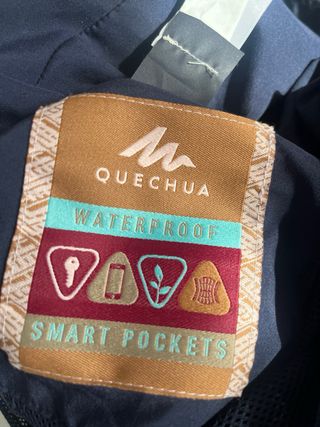 QUECHUA
WATERPROOF
SMART POCKETS